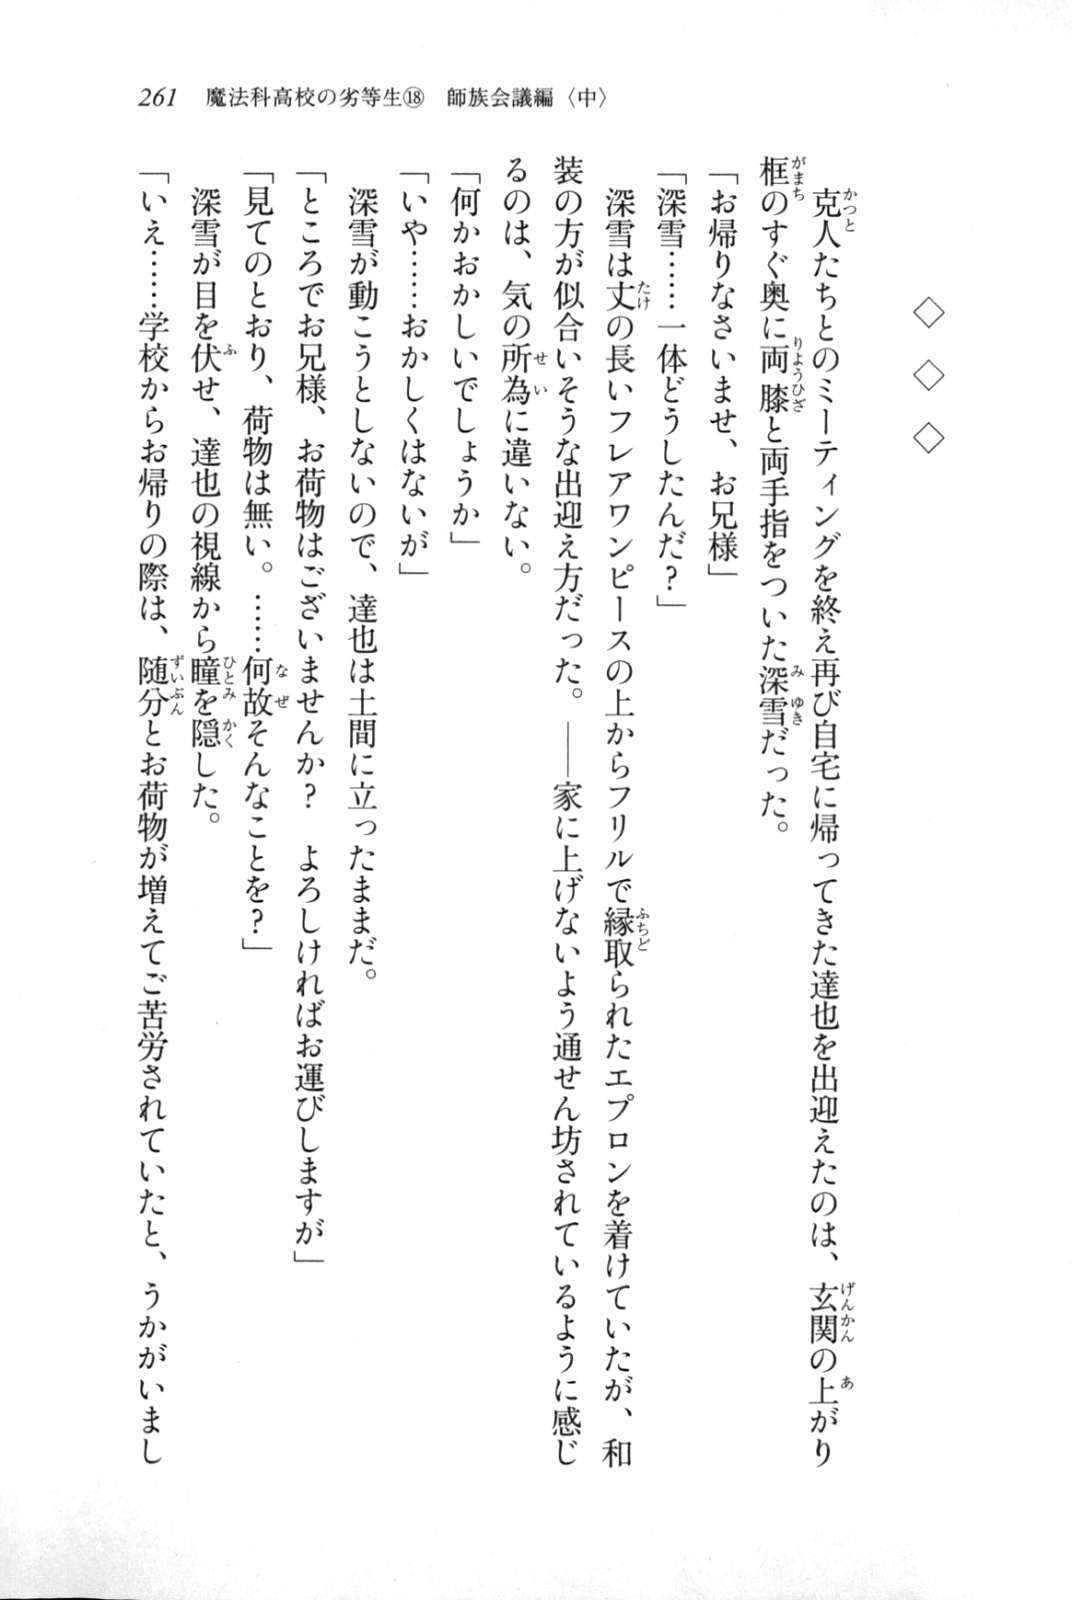 261 魔法科高校の劣等生⑱ 師族会議編〈中〉
◇ ◇ ◇
克人たちとのミーティングを終え再び自宅に帰ってきた達也を出迎えたのは、玄関の上がり
框のすぐ奥に両膝と両手指をついた深雪だった。
「お帰りなさいませ、お兄様」
「深雪……一体どうしたんだ？」
深雪は丈の長いフレアワンピースの上からフリルで縁取られたエプロンを着けていたが、和
装の方が似合いそうな出迎え方だった。――家に上げないよう通せん坊されているように感じ
るのは、気の所為に違いない。
「何かおかしいでしょうか」
「いや……おかしくはないが」
深雪が動こうとしないので、達也は土間に立ったままだ。
「ところでお兄様、お荷物はございませんか？　よろしければお運びしますが」
「見てのとおり、荷物は無い。……何故そんなことを？」
深雪が目を伏せ、達也の視線から瞳を隠した。
「いえ……学校からお帰りの際は、随分とお荷物が増えてご苦労されていたと、うかがいまし